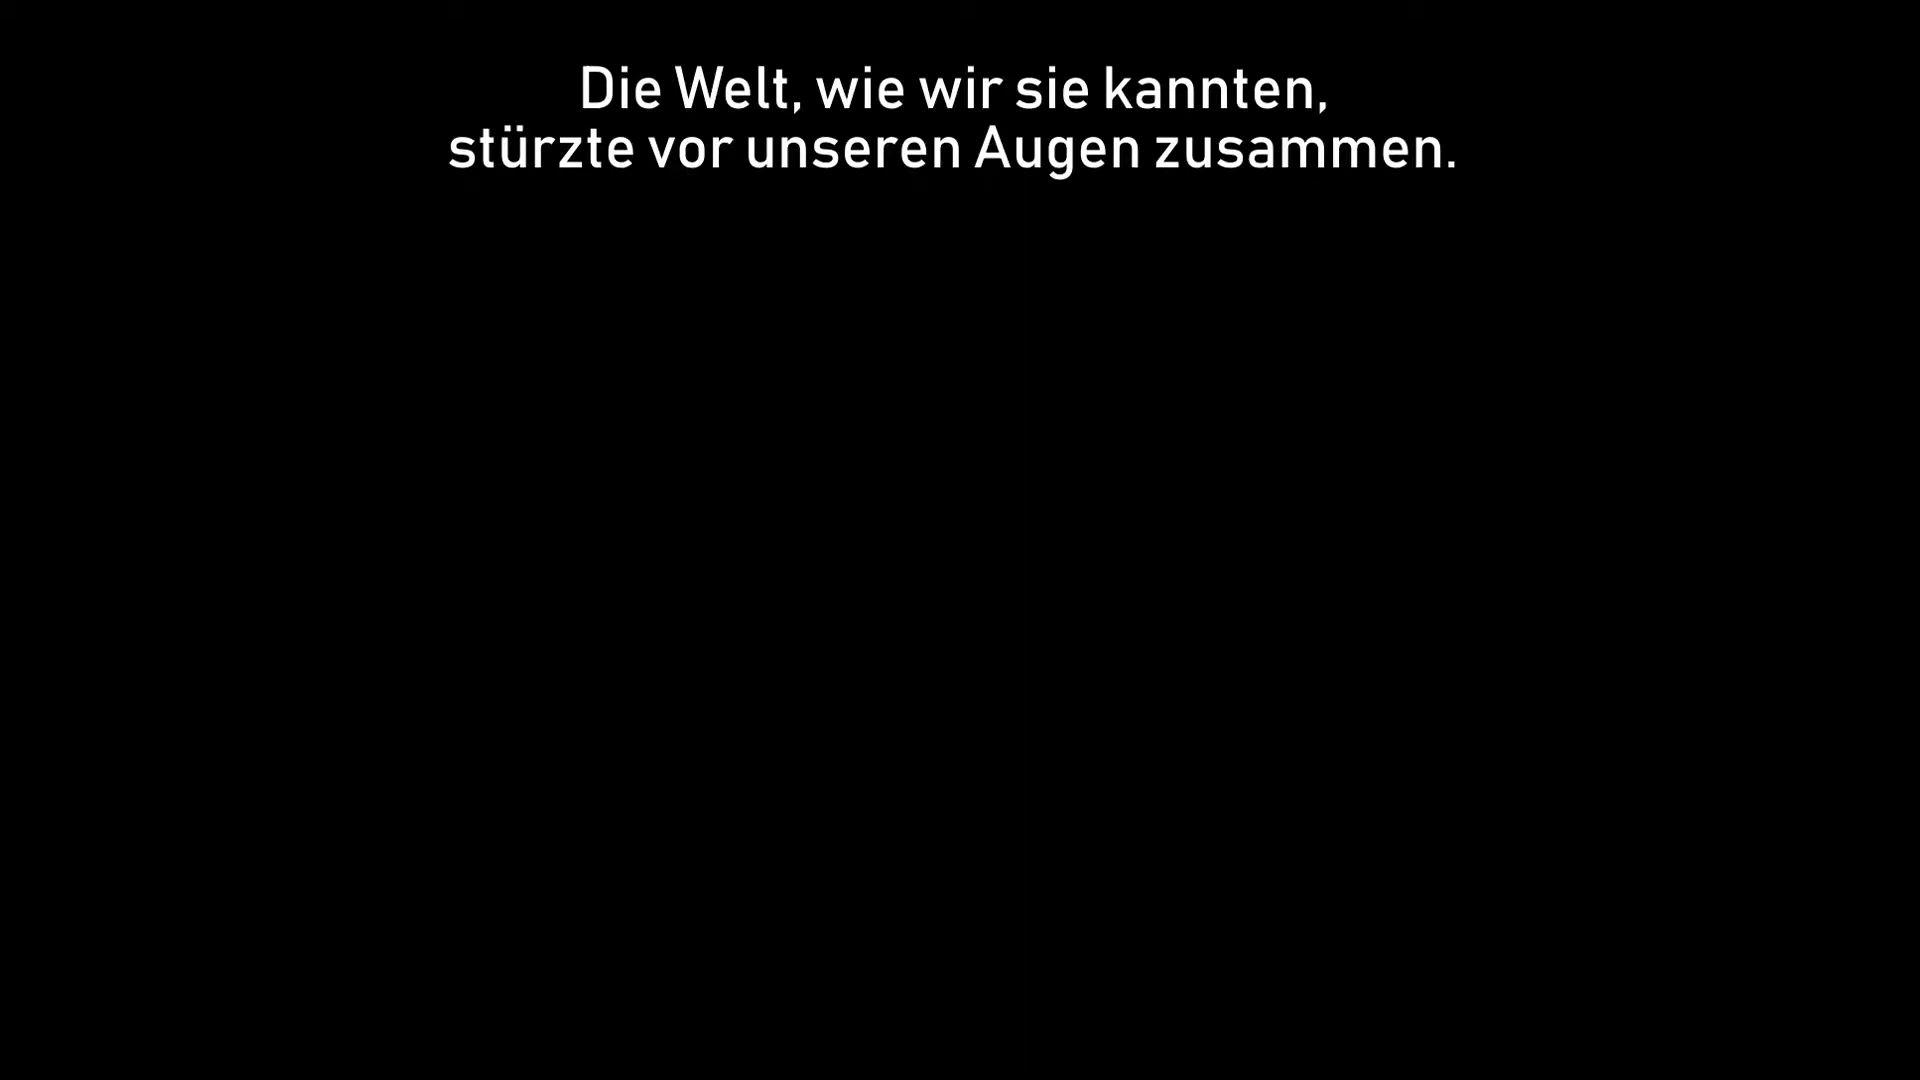 Die Welt, wie wir sie kannten,
stürzte vor unseren Augen zusammen.